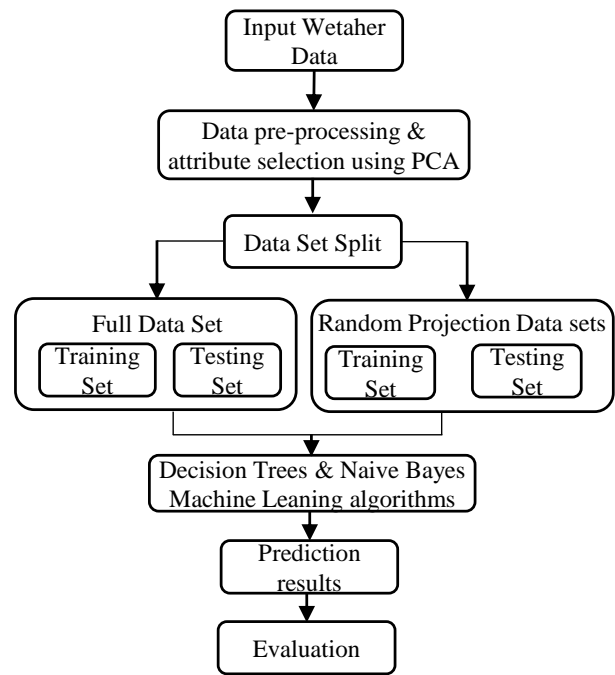 Input Wetaher
Data
Data pre-processing &
attribute selection using PCA
Data Set Split
Full Data Set
Training
Set
Testing
Set
Random Projection Data sets
Training
Set
Testing
Set
Decision Trees & Naive Bayes
Machine Leaning algorithms
Prediction
results
Evaluation